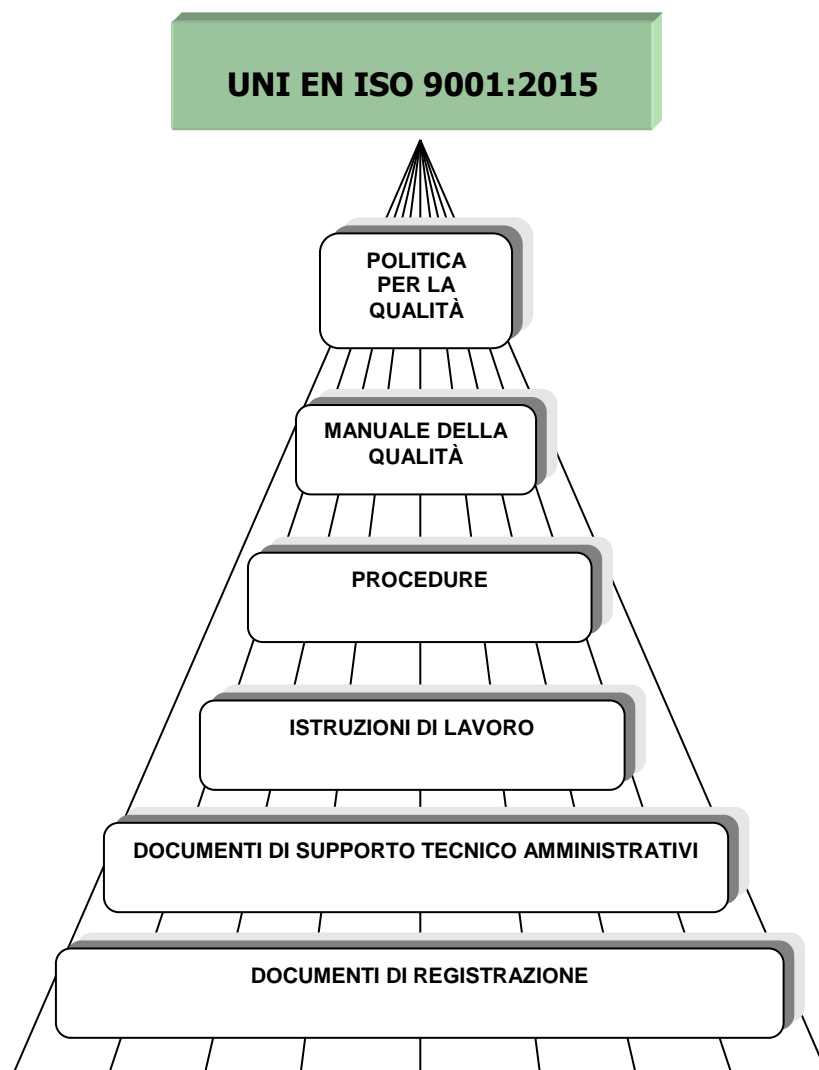 UNI EN ISO 9001:2015
POLITICA
PER LA
QUALITÀ
MANUALE DELLA
QUALITÀ
PROCEDURE
ISTRUZIONI DI LAVORO
DOCUMENTI DI SUPPORTO TECNICO AMMINISTRATIVI
DOCUMENTI DI REGISTRAZIONE